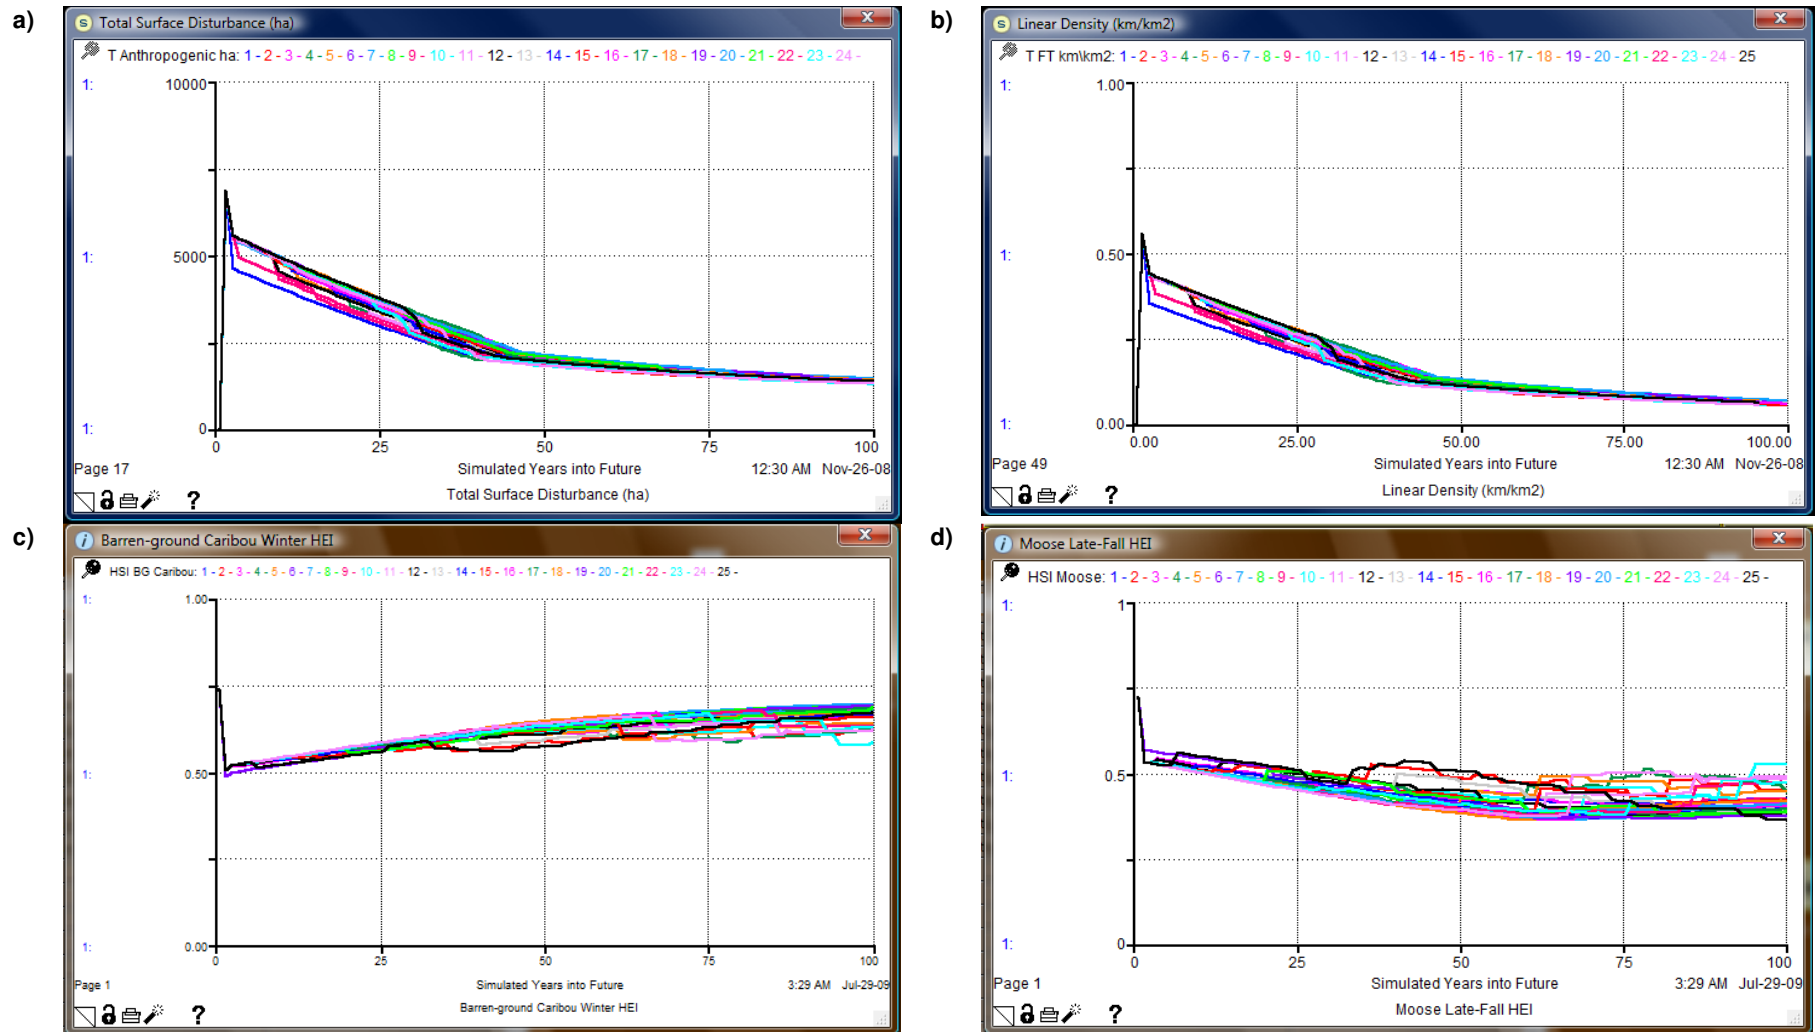 a)
Total Surface Disturbance (ha)
T Anthropogenic ha: 1 - 2 - 3 - 4 - 5 - 6 - 7 - 8 - 9 - 10 - 11 - 12 - 13 - 14 - 15 - 16 - 17 - 18 - 19 - 20 - 21 - 22 - 23 - 24 -
1:
10000
1:
5000
1:
0
0 25 50 75 100
Page 17
Simulated Years into Future
12:30 AM Nov-26-08
Total Surface Disturbance (ha)
?
b)
Linear Density (km/km2)
T FT km\km2: 1 - 2 - 3 - 4 - 5 - 6 - 7 - 8 - 9 - 10 - 11 - 12 - 13 - 14 - 15 - 16 - 17 - 18 - 19 - 20 - 21 - 22 - 23 - 24 - 25
1:
1.00
1:
0.50
1:
0.00
0.00 25.00 50.00 75.00 100.00
Page 49
Simulated Years into Future
12:30 AM Nov-26-08
Linear Density (km/km2)
?
c)
Barren-ground Caribou Winter HEI
HSI BG Caribou: 1 - 2 - 3 - 4 - 5 - 6 - 7 - 8 - 9 - 10 - 11 - 12 - 13 - 14 - 15 - 16 - 17 - 18 - 19 - 20 - 21 - 22 - 23 - 24 - 25 -
1:
1.00
1:
0.50
1:
0.00
0 25 50 75 100
Page 1
Simulated Years into Future
3:29 AM Jul-29-09
Barren-ground Caribou Winter HEI
?
d)
Moose Late-Fall HEI
HSI Moose: 1 - 2 - 3 - 4 - 5 - 6 - 7 - 8 - 9 - 10 - 11 - 12 - 13 - 14 - 15 - 16 - 17 - 18 - 19 - 20 - 21 - 22 - 23 - 24 - 25 -
1:
1
1:
0.5
1:
0
0 25 50 75 100
Page 1
Simulated Years into Future
3:29 AM Jul-29-09
Moose Late-Fall HEI
?